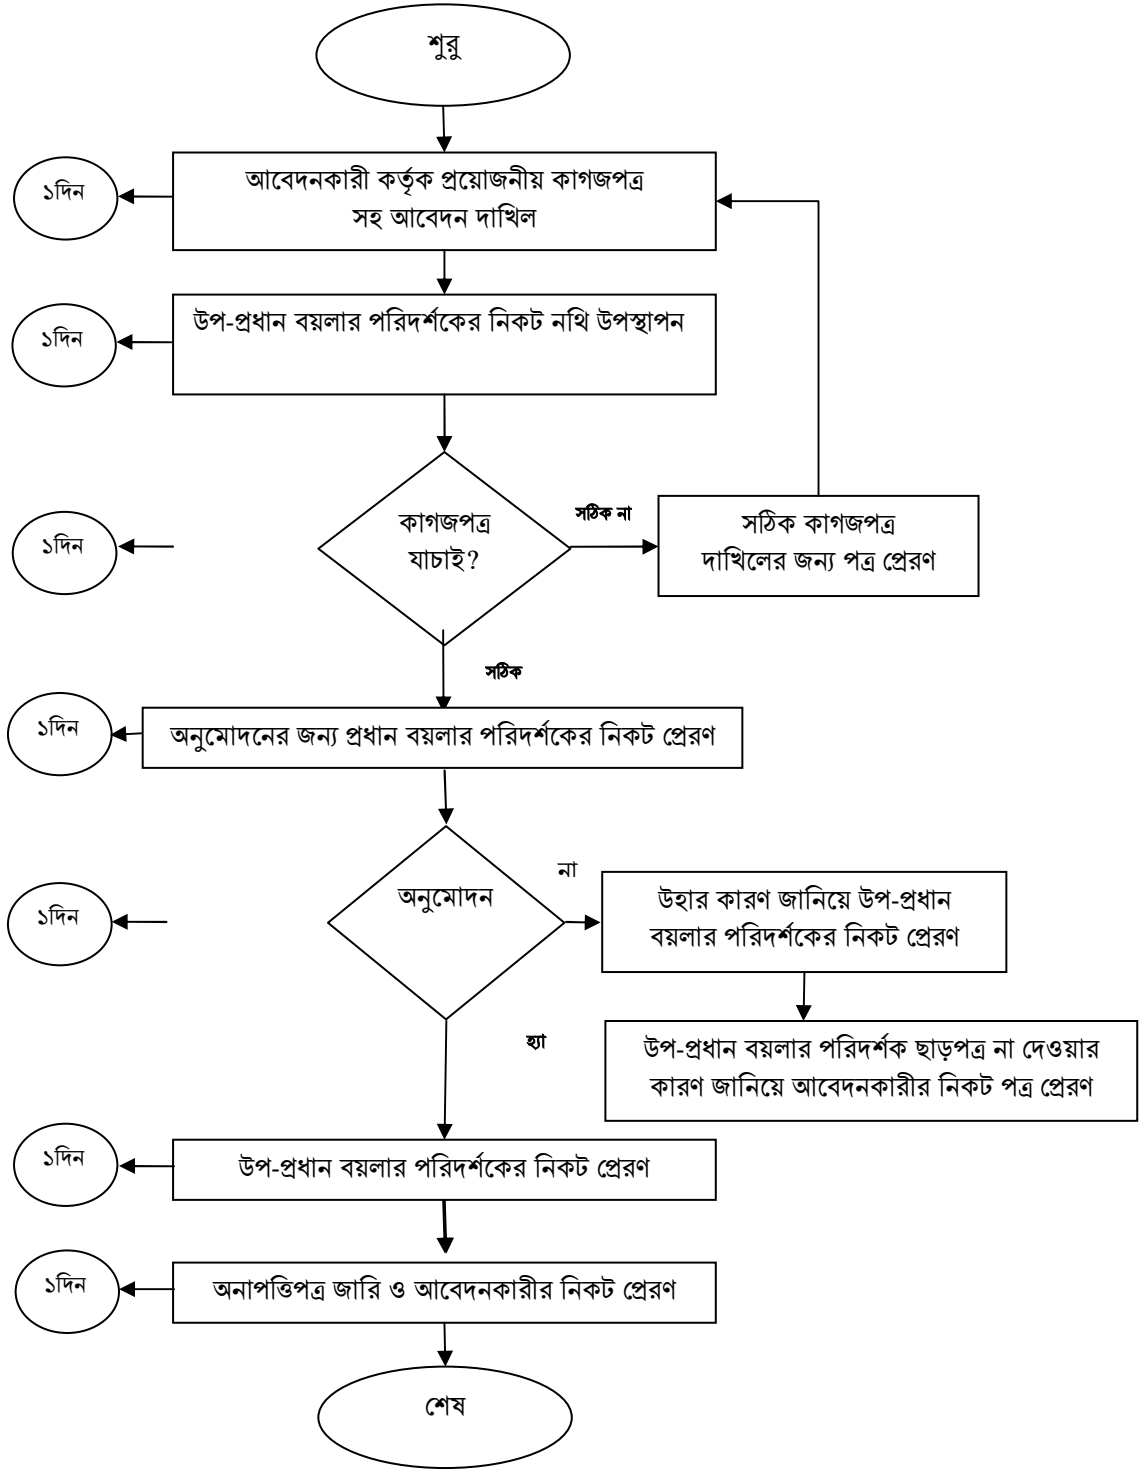 শুরু
১দিন
আবেদনকারী কর্তৃক প্রয়োজনীয় কাগজপত্র
সহ আবেদন দাখিল
১দিন
উপ-প্রধান বয়লার পরিদর্শকের নিকট নথি উপস্থাপন
১দিন
কাগজপত্র
যাচাই?
সঠিক না
সঠিক কাগজপত্র
দাখিলের জন্য পত্র প্রেরণ
সঠিক
১দিন
অনুমোদনের জন্য প্রধান বয়লার পরিদর্শকের নিকট প্রেরণ
১দিন
অনুমোদন
না
উহার কারণ জানিয়ে উপ-প্রধান
বয়লার পরিদর্শকের নিকট প্রেরণ
হ্যা
উপ-প্রধান বয়লার পরিদর্শক ছাড়পত্র না দেওয়ার
কারণ জানিয়ে আবেদনকারীর নিকট পত্র প্রেরণ
১দিন
উপ-প্রধান বয়লার পরিদর্শকের নিকট প্রেরণ
১দিন
অনাপত্তিপত্র জারি ও আবেদনকারীর নিকট প্রেরণ
শেষ